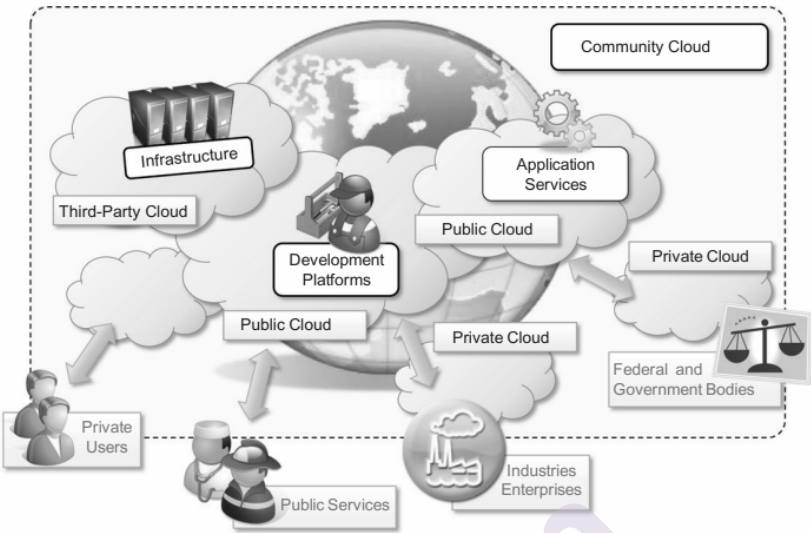 Community Cloud
Infrastructure
Application
Services
Third-Party Cloud
Public Cloud
Development
Platforms
Private Cloud
Public Cloud
Private Cloud
Federal and
Government Bodies
Private
Users
Industries
Enterprises
Public Services